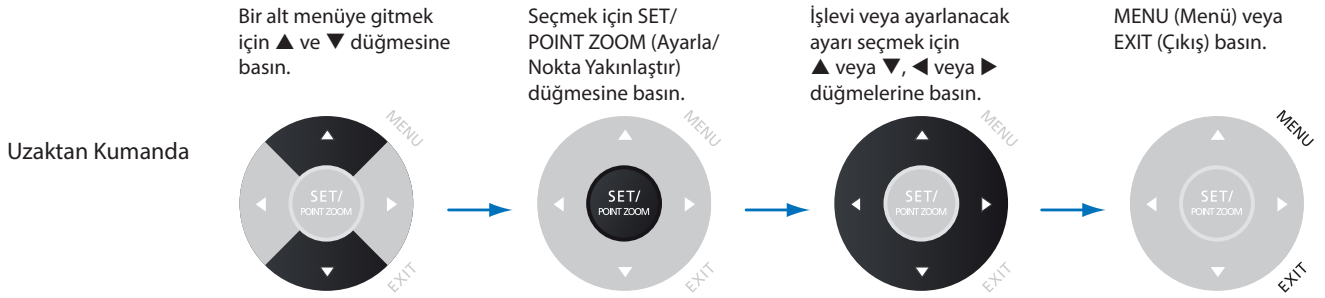 Bir alt menüye gitmek
için ▲ ve ▼ düğmesine
basın.
Seçmek için SET/
POINT ZOOM (Ayarla/
Nokta Yakınlaştır)
düğmesine basın.
İşlevi veya ayarlanacak
ayarı seçmek için
▲ veya ▼, ◀ veya ▶
düğmelerine basın.
MENU (Menü) veya
EXIT (Çıkış) basın.
Uzaktan Kumanda
MENU
SET/
POINT ZOOM
EXIT
MENU
SET/
POINT ZOOM
EXIT
MENU
SET/
POINT ZOOM
EXIT
MENU
SET/
POINT ZOOM
EXIT